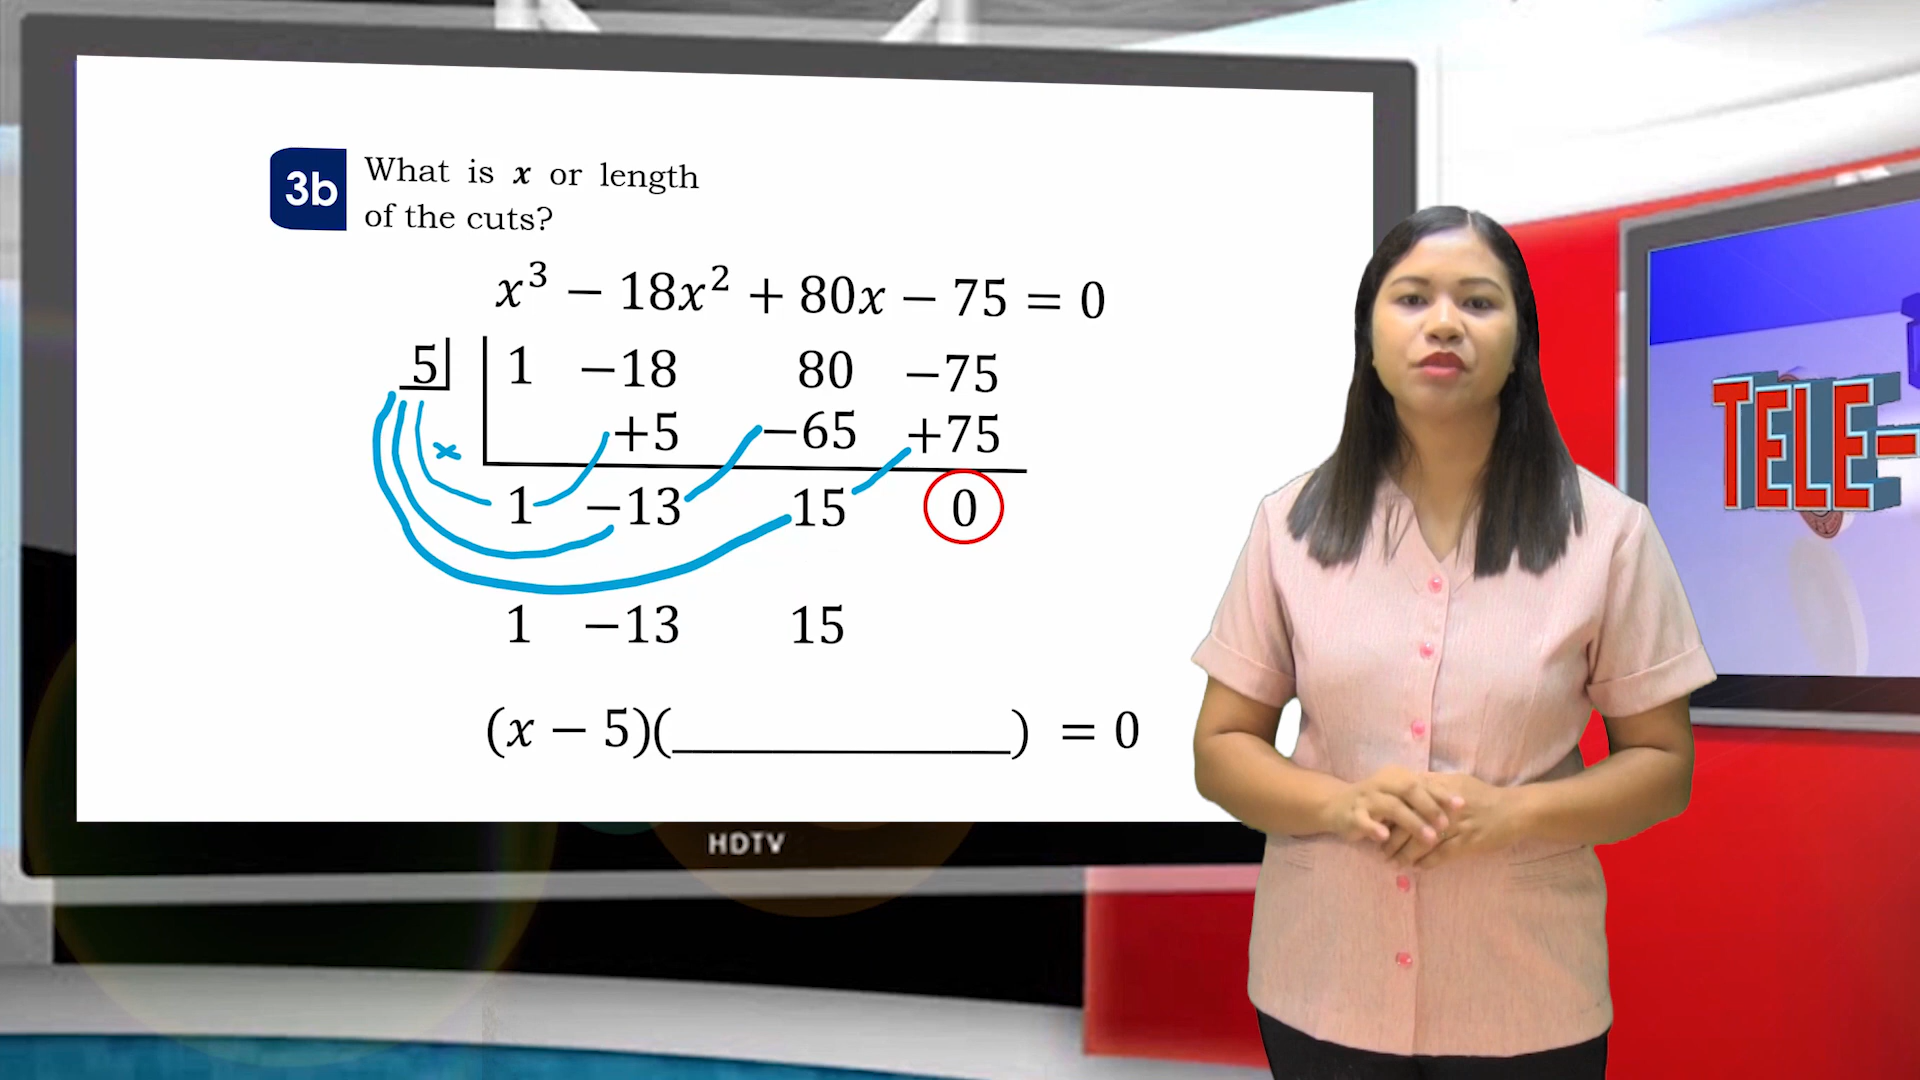 3b What is x or length
of the cuts?
x³ − 18x² + 80x − 75 = 0
5 1 −18 80 −75
× +5 −65 +75
1 −13 15 0
1 −13 15
(x − 5)(____________) = 0
HDTV
TELE-